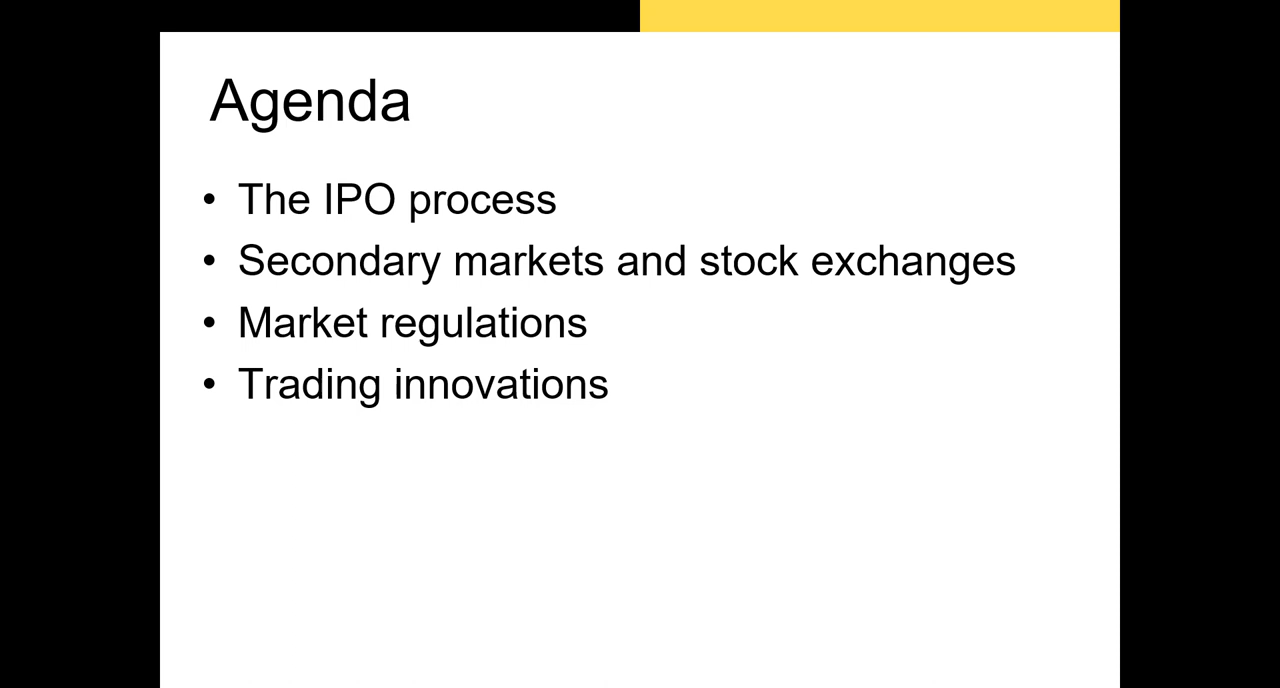 Agenda
• The IPO process
• Secondary markets and stock exchanges
• Market regulations
• Trading innovations